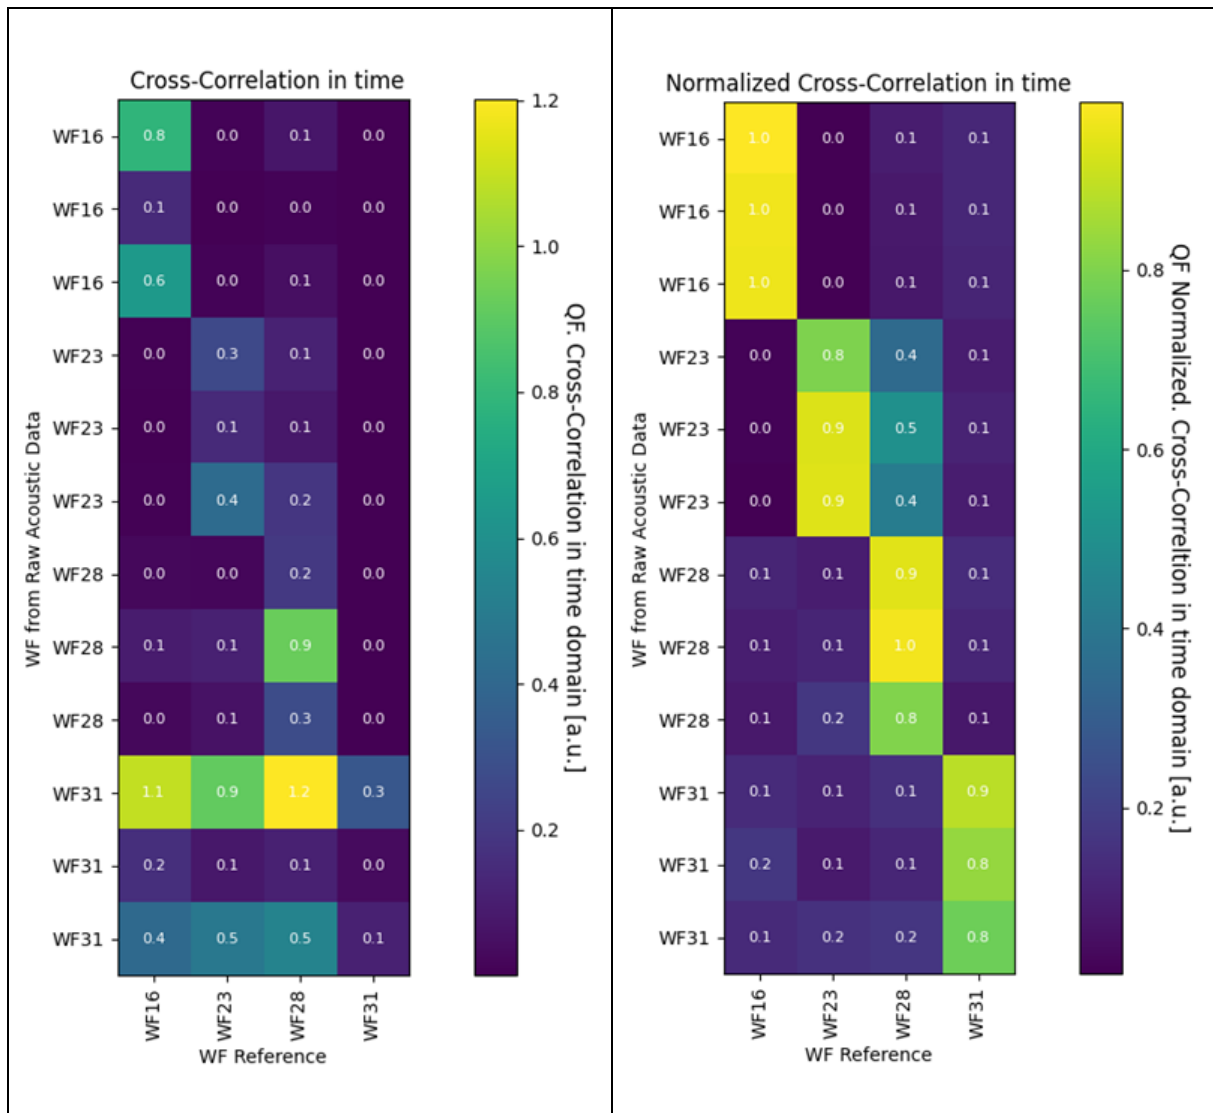 Cross-Correlation in time
WF from Raw Acoustic Data
WF16 0.8 0.0 0.1 0.0
WF16 0.1 0.0 0.0 0.0
WF16 0.6 0.0 0.1 0.0
WF23 0.0 0.3 0.1 0.0
WF23 0.0 0.1 0.1 0.0
WF23 0.0 0.4 0.2 0.0
WF28 0.0 0.0 0.2 0.0
WF28 0.1 0.1 0.9 0.0
WF28 0.0 0.1 0.3 0.0
WF31 1.1 0.9 1.2 0.3
WF31 0.2 0.1 0.1 0.0
WF31 0.4 0.5 0.5 0.1
WF16 WF23 WF28 WF31
WF Reference
1.2
1.0
0.8
0.6
0.4
0.2
QF. Cross-Correlation in time domain [a.u.]
Normalized Cross-Correlation in time
WF from Raw Acoustic Data
WF16 1.0 0.0 0.1 0.1
WF16 1.0 0.0 0.1 0.1
WF16 1.0 0.0 0.1 0.1
WF23 0.0 0.8 0.4 0.1
WF23 0.0 0.9 0.5 0.1
WF23 0.0 0.9 0.4 0.1
WF28 0.1 0.1 0.9 0.1
WF28 0.1 0.1 1.0 0.1
WF28 0.1 0.2 0.8 0.1
WF31 0.1 0.1 0.1 0.9
WF31 0.2 0.1 0.1 0.8
WF31 0.1 0.2 0.2 0.8
WF16 WF23 WF28 WF31
WF Reference
0.8
0.6
0.4
0.2
QF Normalized. Cross-Correltion in time domain [a.u.]